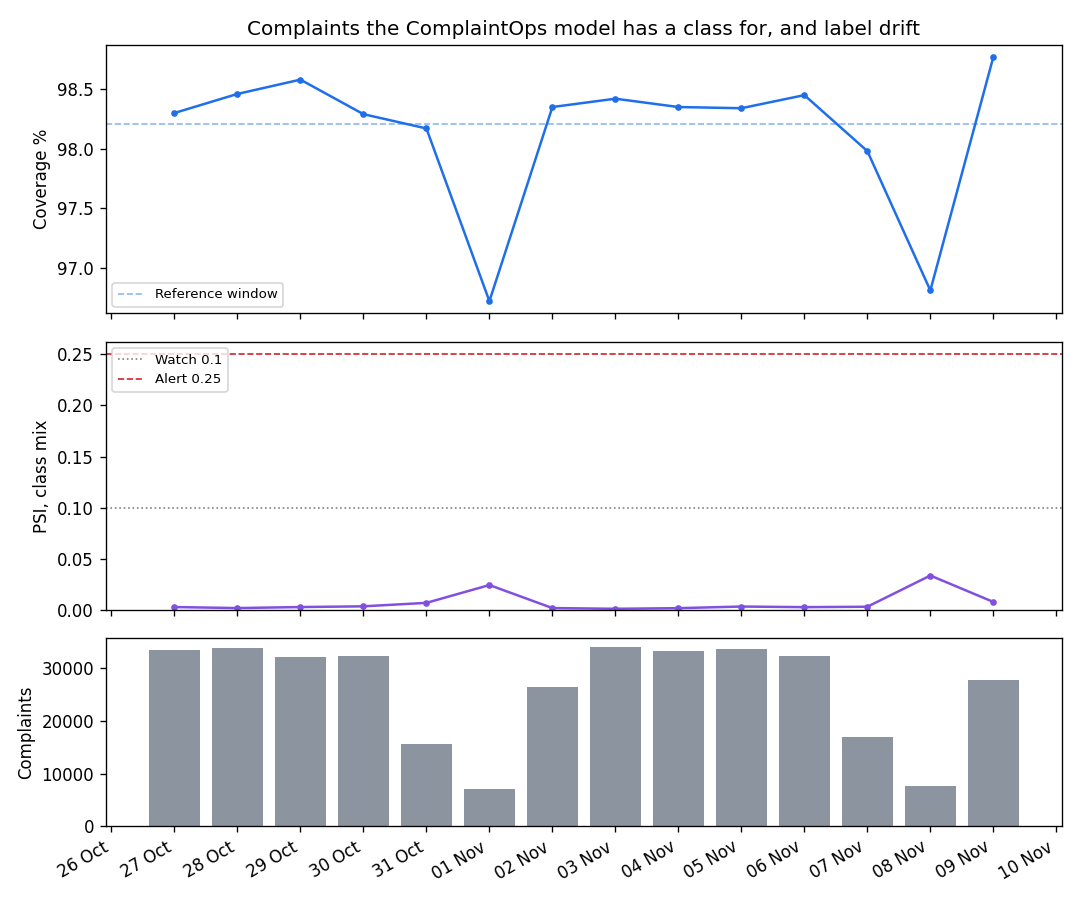 Complaints the ComplaintOps model has a class for, and label drift
Coverage %
98.5
98.0
97.5
97.0
Reference window
PSI, class mix
0.25
0.20
0.15
0.10
0.05
0.00
Watch 0.1
Alert 0.25
Complaints
30000
20000
10000
0
26 Oct
27 Oct
28 Oct
29 Oct
30 Oct
31 Oct
01 Nov
02 Nov
03 Nov
04 Nov
05 Nov
06 Nov
07 Nov
08 Nov
09 Nov
10 Nov